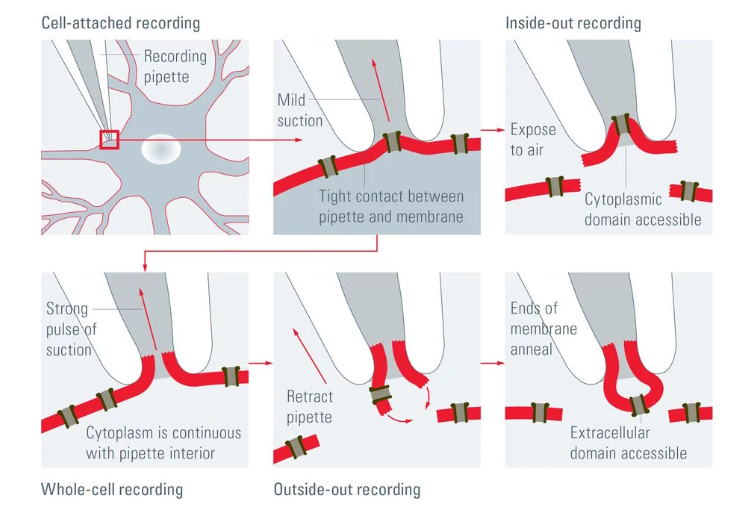 Cell-attached recording
Inside-out recording
Recording
pipette
Mild
suction
Tight contact between
pipette and membrane
Expose
to air
Cytoplasmic
domain accessible
Strong
pulse of
suction
Cytoplasm is continuous
with pipette interior
Retract
pipette
Ends of
membrane
anneal
Extracellular
domain accessible
Whole-cell recording
Outside-out recording